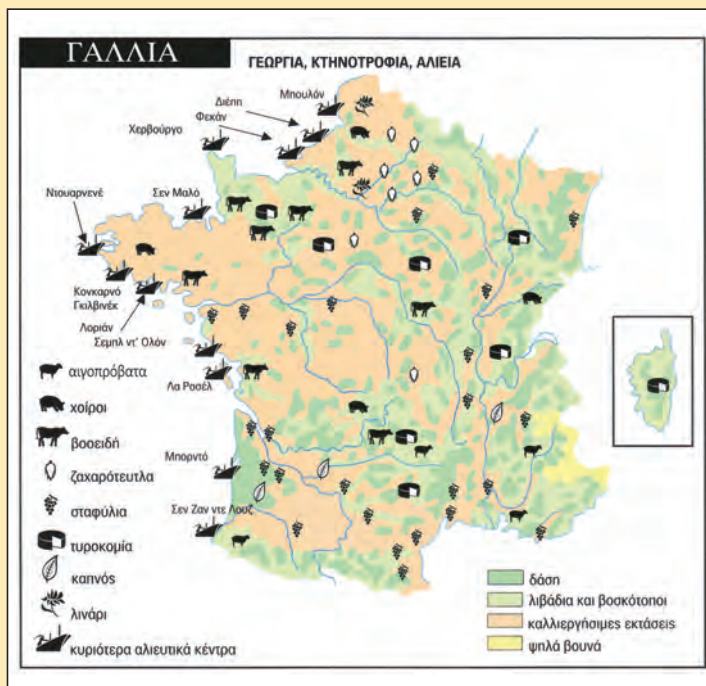 ΓΑΛΛΙΑ
ΓΕΩΡΓΙΑ, ΚΤΗΝΟΤΡΟΦΙΑ, ΑΛΙΕΙΑ
Μπουλόν
Διέππ
Φεκάν
Χερβούργο
Ντουαρνενέ
Σεν Μαλό
Κονκαρνό
Γκιλβινέκ
Λοριάν
Σεμπλ ντ' Ολόν
Λα Ροσέλ
Μπορντό
Σεν Ζαν ντε Λουζ
αιγοπρόβατα
χοίροι
βοοειδή
ζαχαρότευτλα
σταφύλια
τυροκομία
καπνός
λινάρι
κυριότερα αλιευτικά κέντρα
δάση
λιβάδια και βοσκότοποι
καλλιεργήσιμες εκτάσεις
ψηλά βουνά